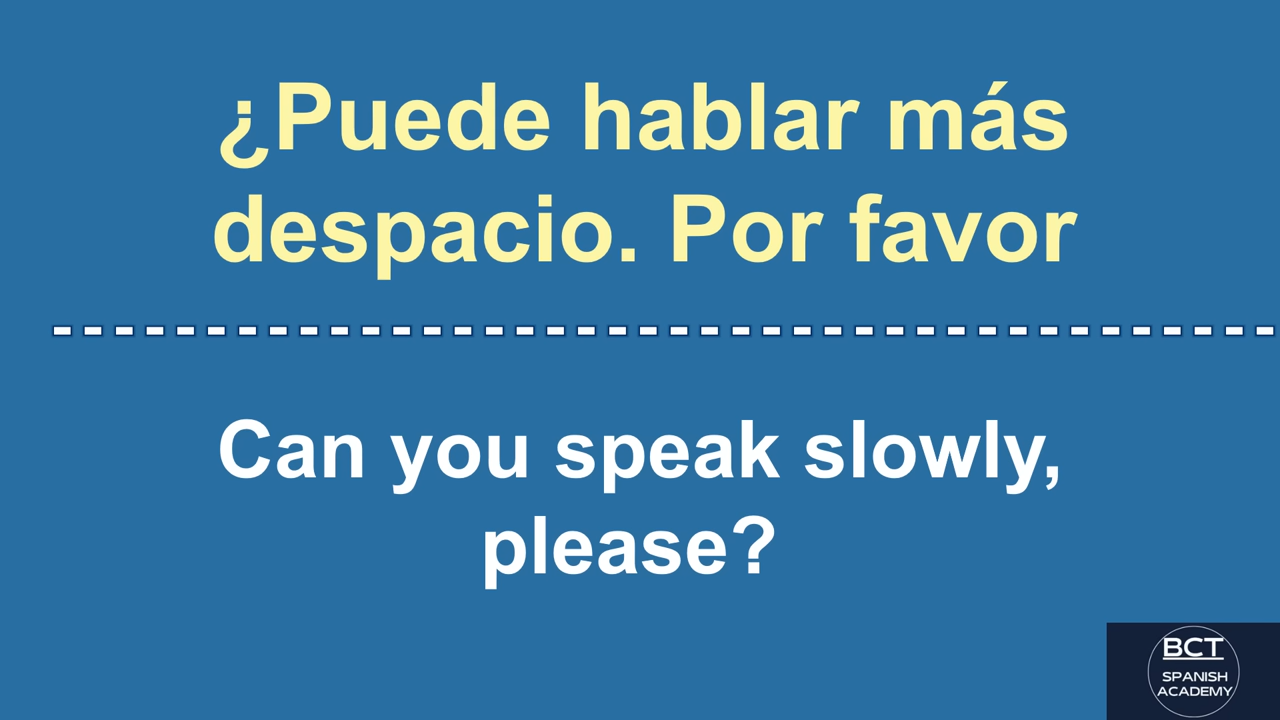 ¿Puede hablar más
despacio. Por favor
Can you speak slowly,
please?
BCT
SPANISH
ACADEMY